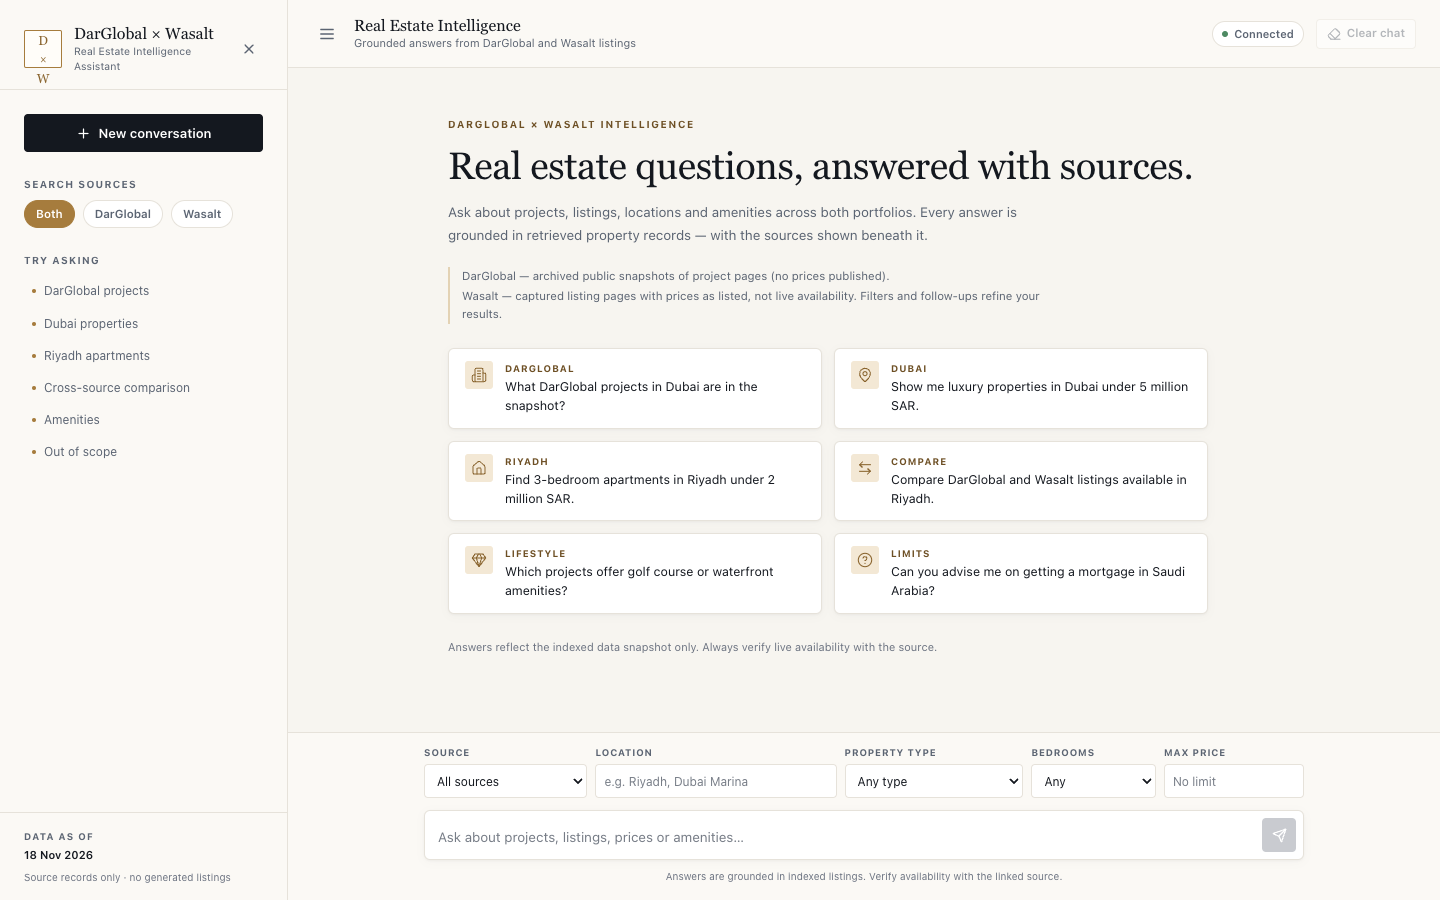 D
×
W
DarGlobal × Wasalt
Real Estate Intelligence
Assistant
New conversation
SEARCH SOURCES
Both
DarGlobal
Wasalt
TRY ASKING
DarGlobal projects
Dubai properties
Riyadh apartments
Cross-source comparison
Amenities
Out of scope
DATA AS OF
18 Nov 2026
Source records only · no generated listings
Real Estate Intelligence
Grounded answers from DarGlobal and Wasalt listings
Connected
Clear chat
DARGLOBAL × WASALT INTELLIGENCE
Real estate questions, answered with sources.
Ask about projects, listings, locations and amenities across both portfolios. Every answer is
grounded in retrieved property records — with the sources shown beneath it.
DarGlobal — archived public snapshots of project pages (no prices published).
Wasalt — captured listing pages with prices as listed, not live availability. Filters and follow-ups refine your
results.
DARGLOBAL
What DarGlobal projects in Dubai are in the
snapshot?
DUBAI
Show me luxury properties in Dubai under 5 million
SAR.
RIYADH
Find 3-bedroom apartments in Riyadh under 2
million SAR.
COMPARE
Compare DarGlobal and Wasalt listings available in
Riyadh.
LIFESTYLE
Which projects offer golf course or waterfront
amenities?
LIMITS
Can you advise me on getting a mortgage in Saudi
Arabia?
Answers reflect the indexed data snapshot only. Always verify live availability with the source.
SOURCE
All sources
LOCATION
e.g. Riyadh, Dubai Marina
PROPERTY TYPE
Any type
BEDROOMS
Any
MAX PRICE
No limit
Ask about projects, listings, prices or amenities...
Answers are grounded in indexed listings. Verify availability with the linked source.